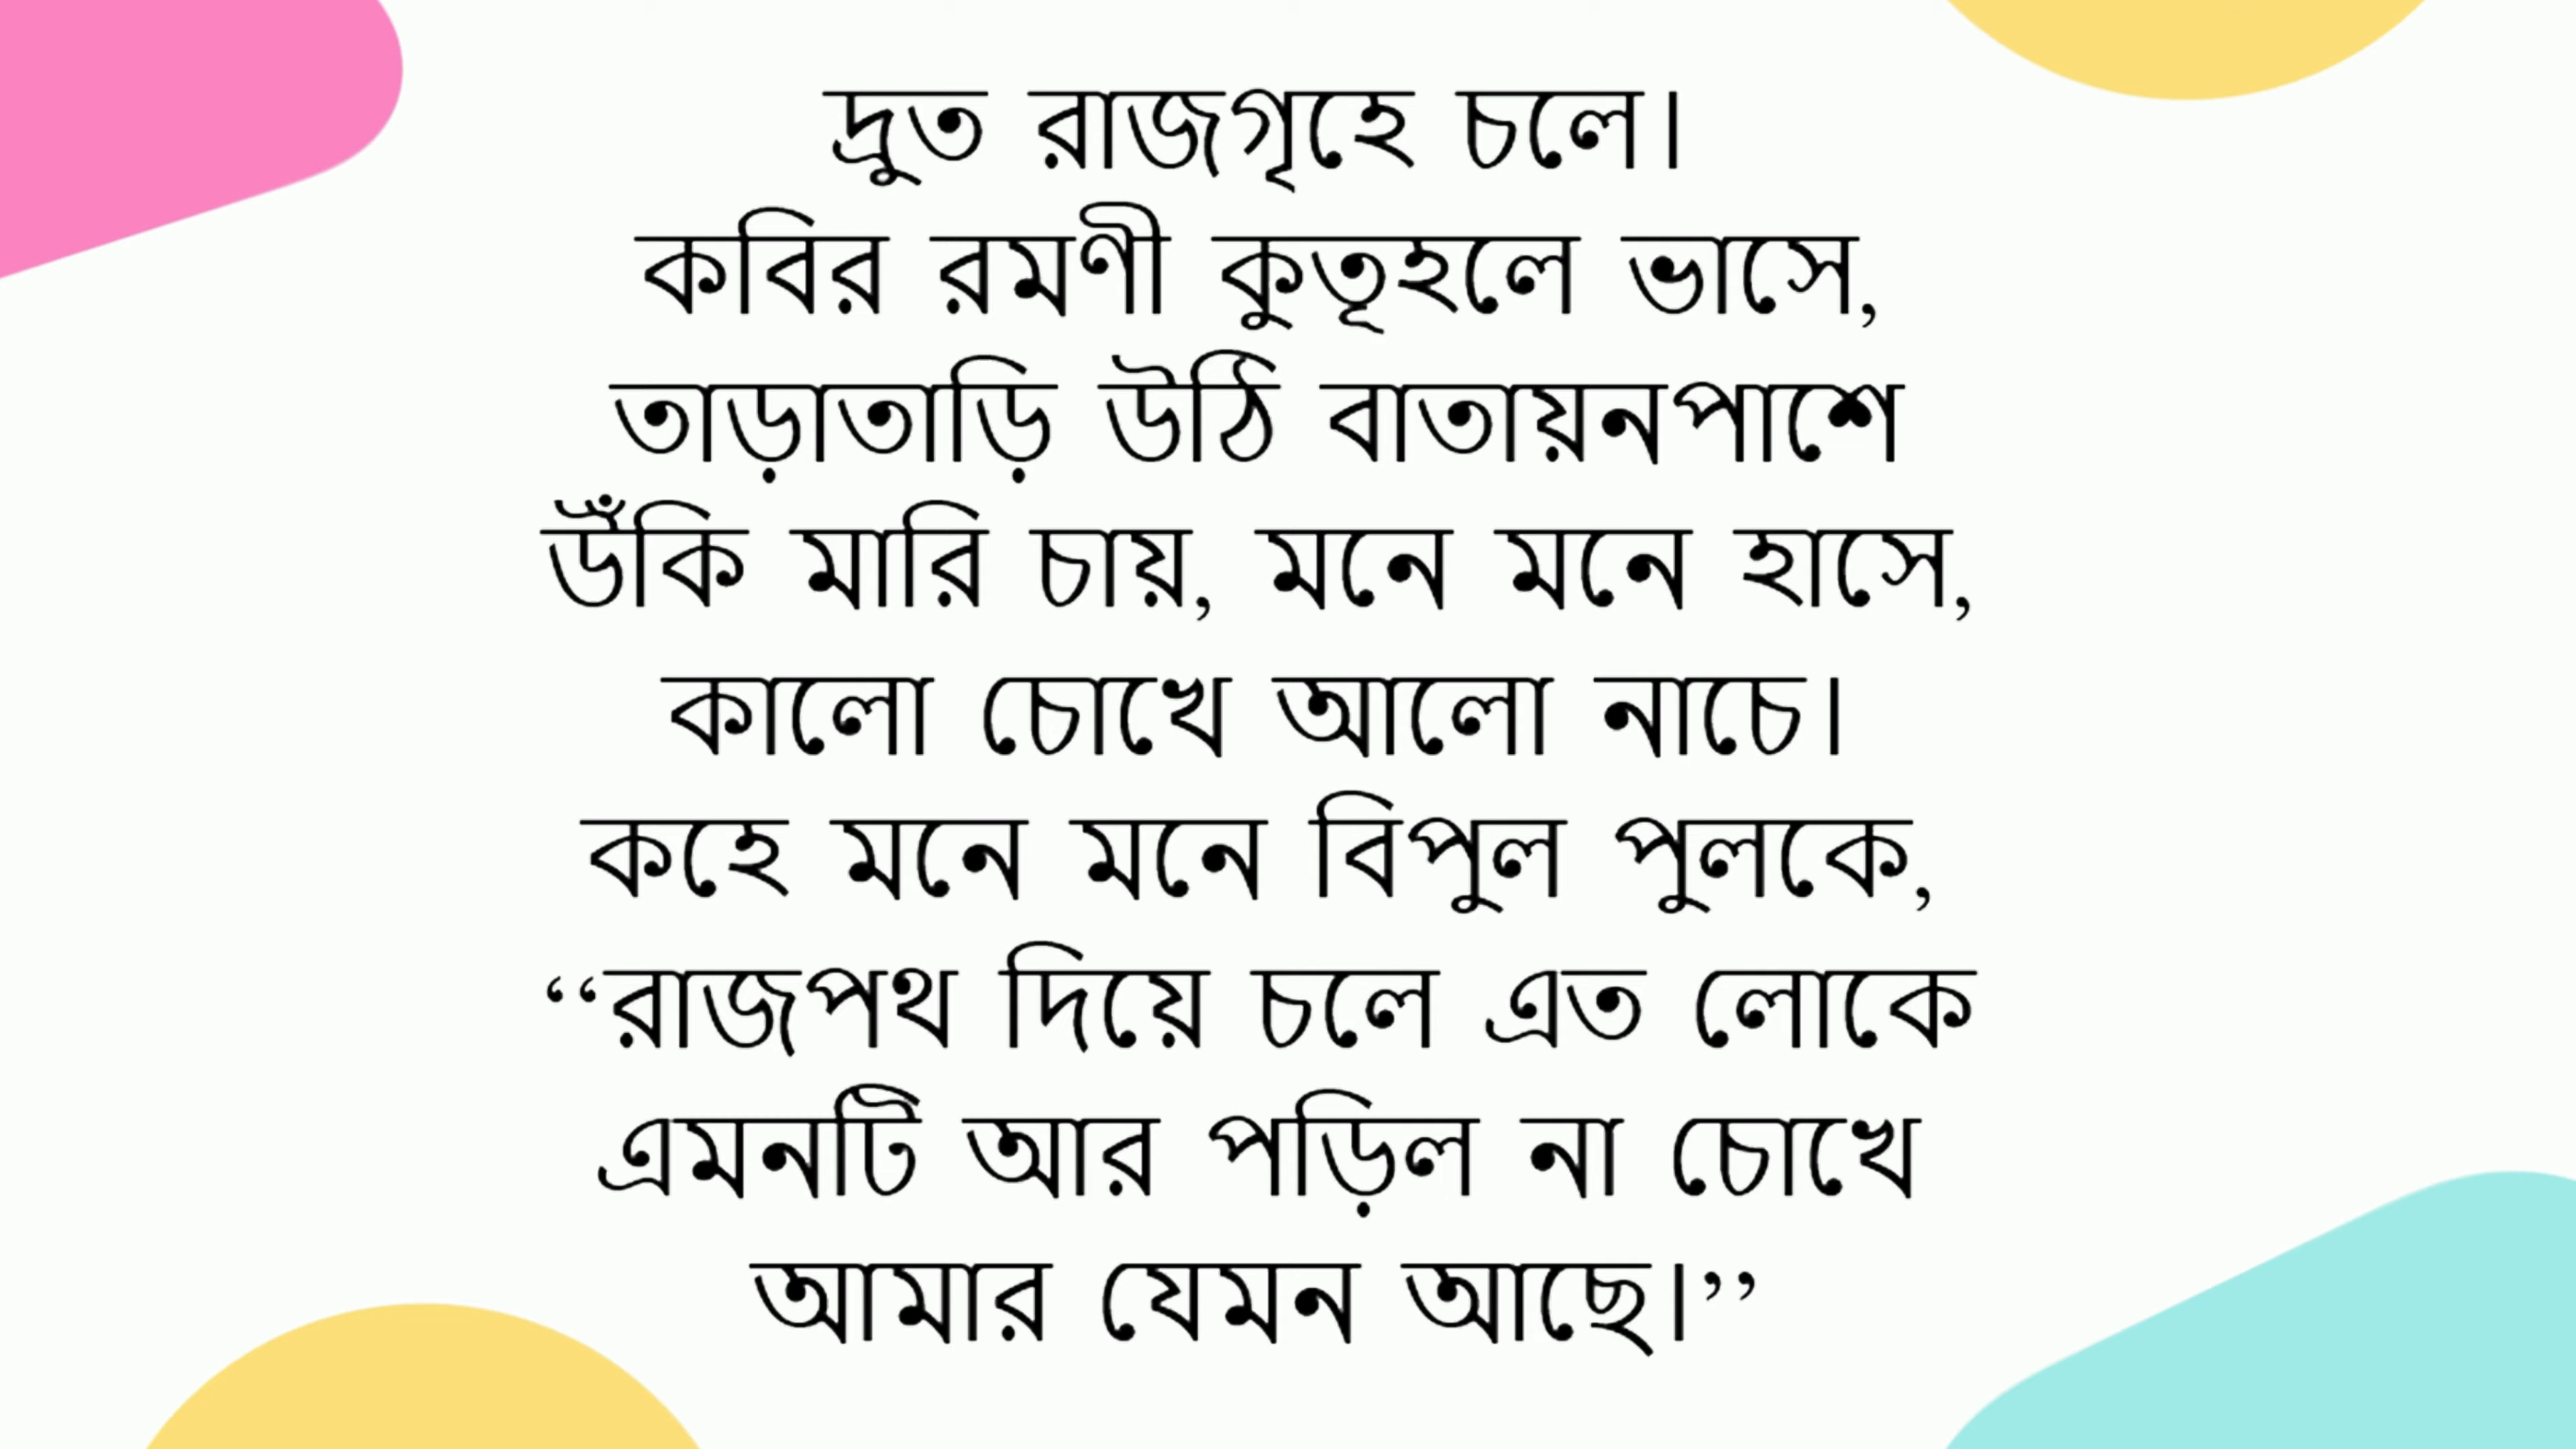 দ্রুত রাজগৃহে চলে।
কবির রমণী কুতূহলে ভাসে,
তাড়াতাড়ি উঠি বাতায়নপাশে
উঁকি মারি চায়, মনে মনে হাসে,
কালো চোখে আলো নাচে।
কহে মনে মনে বিপুল পুলকে,
‘‘রাজপথ দিয়ে চলে এত লোকে
এমনটি আর পড়িল না চোখে
আমার যেমন আছে।’’